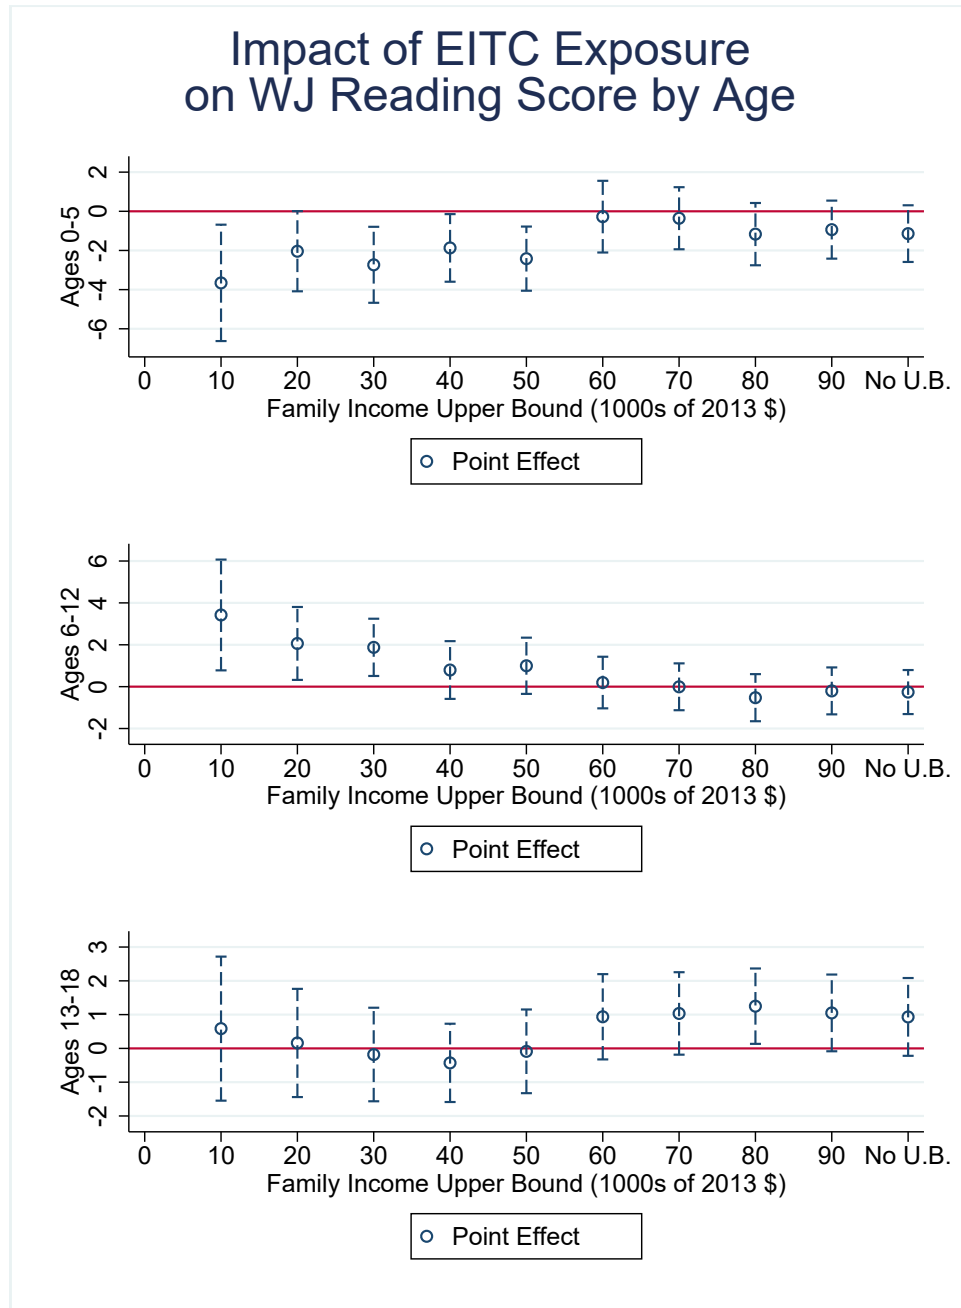 Impact of EITC Exposure
on WJ Reading Score by Age
Ages 0-5
2
0
-2
-4
-6
0 10 20 30 40 50 60 70 80 90 No U.B.
Family Income Upper Bound (1000s of 2013 $)
Point Effect
Ages 6-12
6
4
2
0
-2
0 10 20 30 40 50 60 70 80 90 No U.B.
Family Income Upper Bound (1000s of 2013 $)
Point Effect
Ages 13-18
3
2
1
0
-1
-2
0 10 20 30 40 50 60 70 80 90 No U.B.
Family Income Upper Bound (1000s of 2013 $)
Point Effect